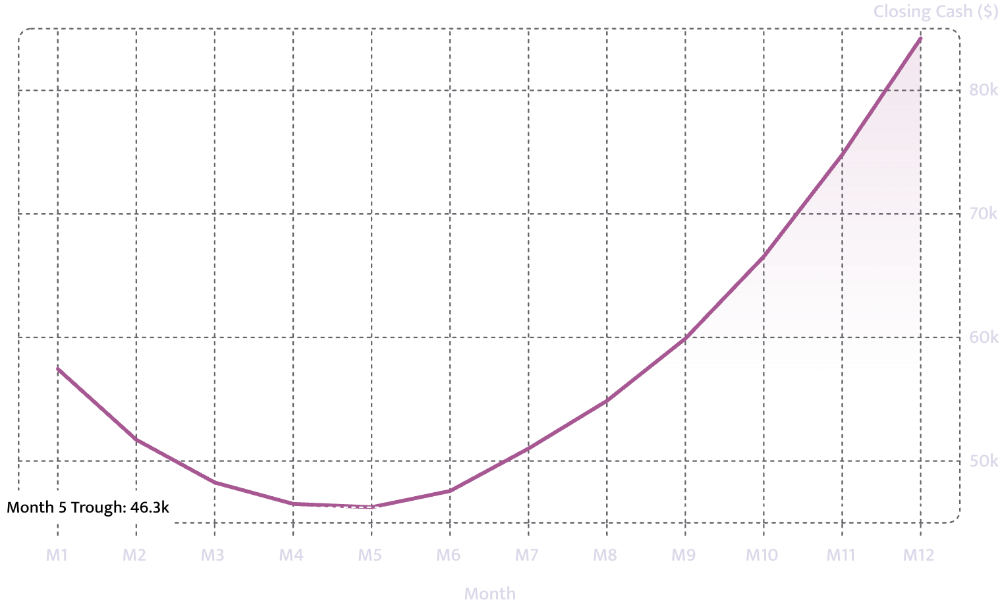 Closing Cash ($)
80k
70k
60k
50k
Month 5 Trough: 46.3k
M1 M2 M3 M4 M5 M6 M7 M8 M9 M10 M11 M12
Month